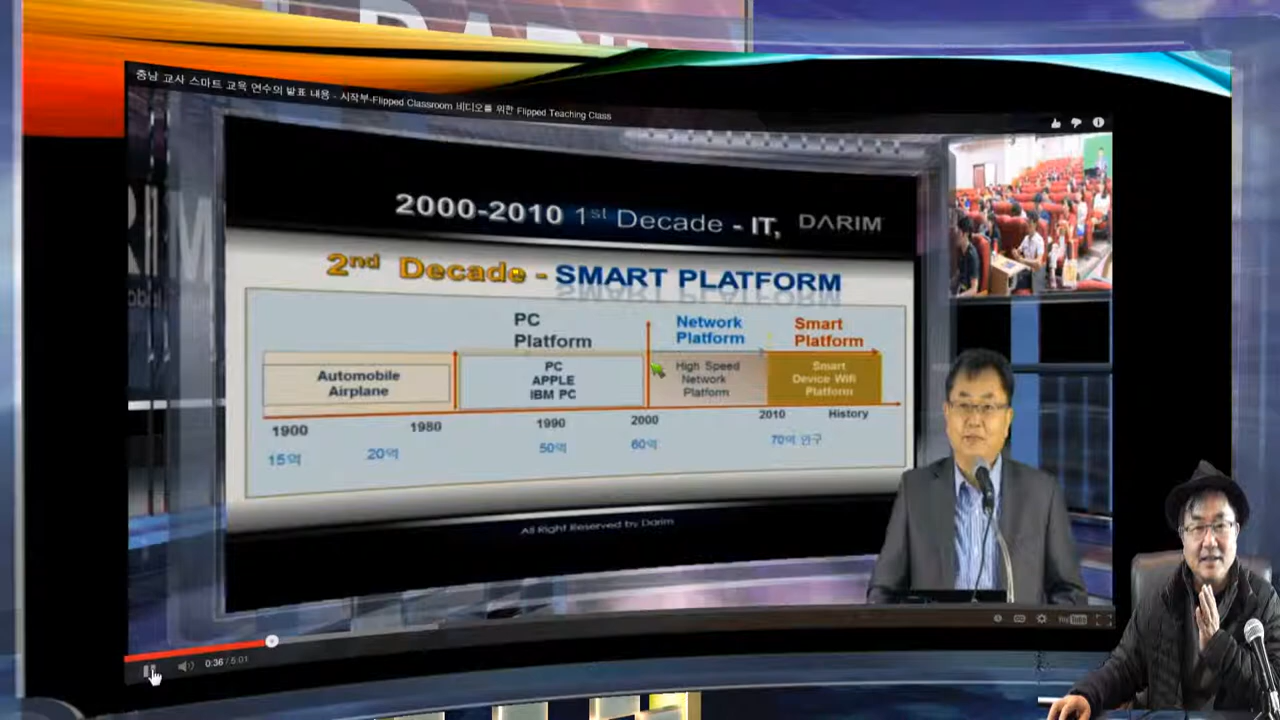 충남 교사 스마트 교육 연수의 발표 내용 - 시작부-Flipped Classroom 비디오를 위한 Flipped Teaching Class
2000-2010 1st Decade - IT, DARIM
2nd Decade - SMART PLATFORM
PC
Platform
Network
Platform
Smart
Platform
Automobile
Airplane
PC
APPLE
IBM PC
High Speed
Network
Platform
Smart
Device Wifi
Platform
1900
1980
1990
2000
2010
History
15억
20억
50억
60억
70억 인구
All Right Reserved by Darim
0:36 / 5:01
YouTube